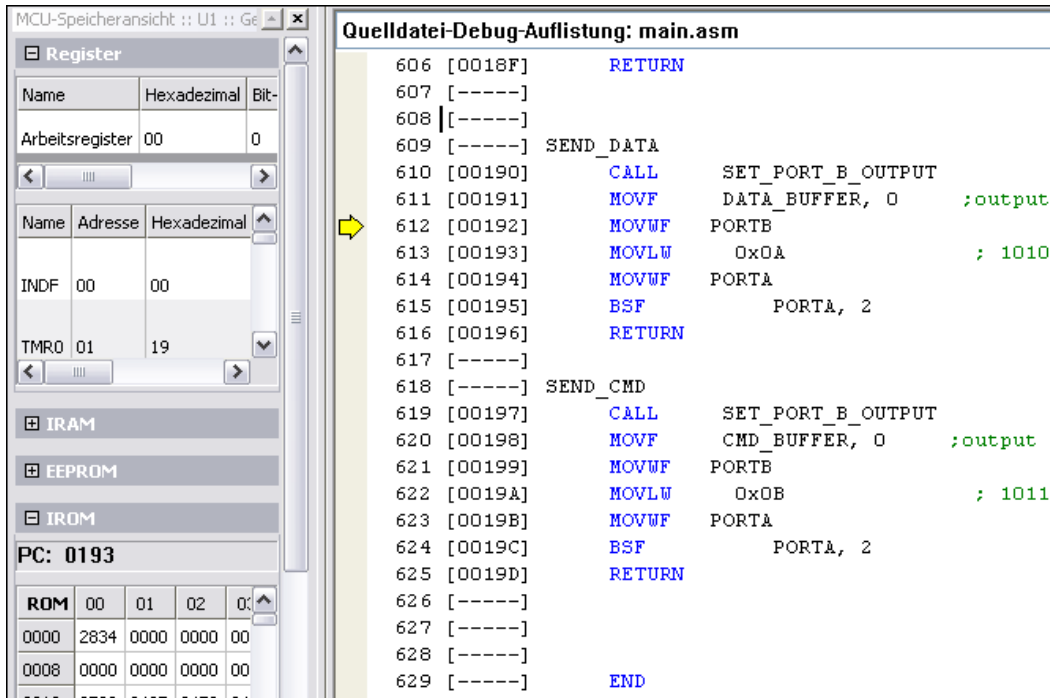 MCU-Speicheransicht :: U1 :: Ge
Register
Name Hexadezimal Bit-
Arbeitsregister 00 0
Name Adresse Hexadezimal
INDF 00 00
TMR0 01 19
IRAM
EEPROM
IROM
PC: 0193
ROM 00 01 02
0000 2834 0000 0000 00
0008 0000 0000 0000 00
Quelldatei-Debug-Auflistung: main.asm
606 [0018F] RETURN
607 [-----]
608 [-----]
609 [-----] SEND_DATA
610 [00190] CALL SET_PORT_B_OUTPUT
611 [00191] MOVF DATA_BUFFER, 0 ;output
612 [00192] MOVWF PORTB
613 [00193] MOVLW 0x0A ; 1010
614 [00194] MOVWF PORTA
615 [00195] BSF PORTA, 2
616 [00196] RETURN
617 [-----]
618 [-----] SEND_CMD
619 [00197] CALL SET_PORT_B_OUTPUT
620 [00198] MOVF CMD_BUFFER, 0 ;output
621 [00199] MOVWF PORTB
622 [0019A] MOVLW 0x0B ; 1011
623 [0019B] MOVWF PORTA
624 [0019C] BSF PORTA, 2
625 [0019D] RETURN
626 [-----]
627 [-----]
628 [-----]
629 [-----] END